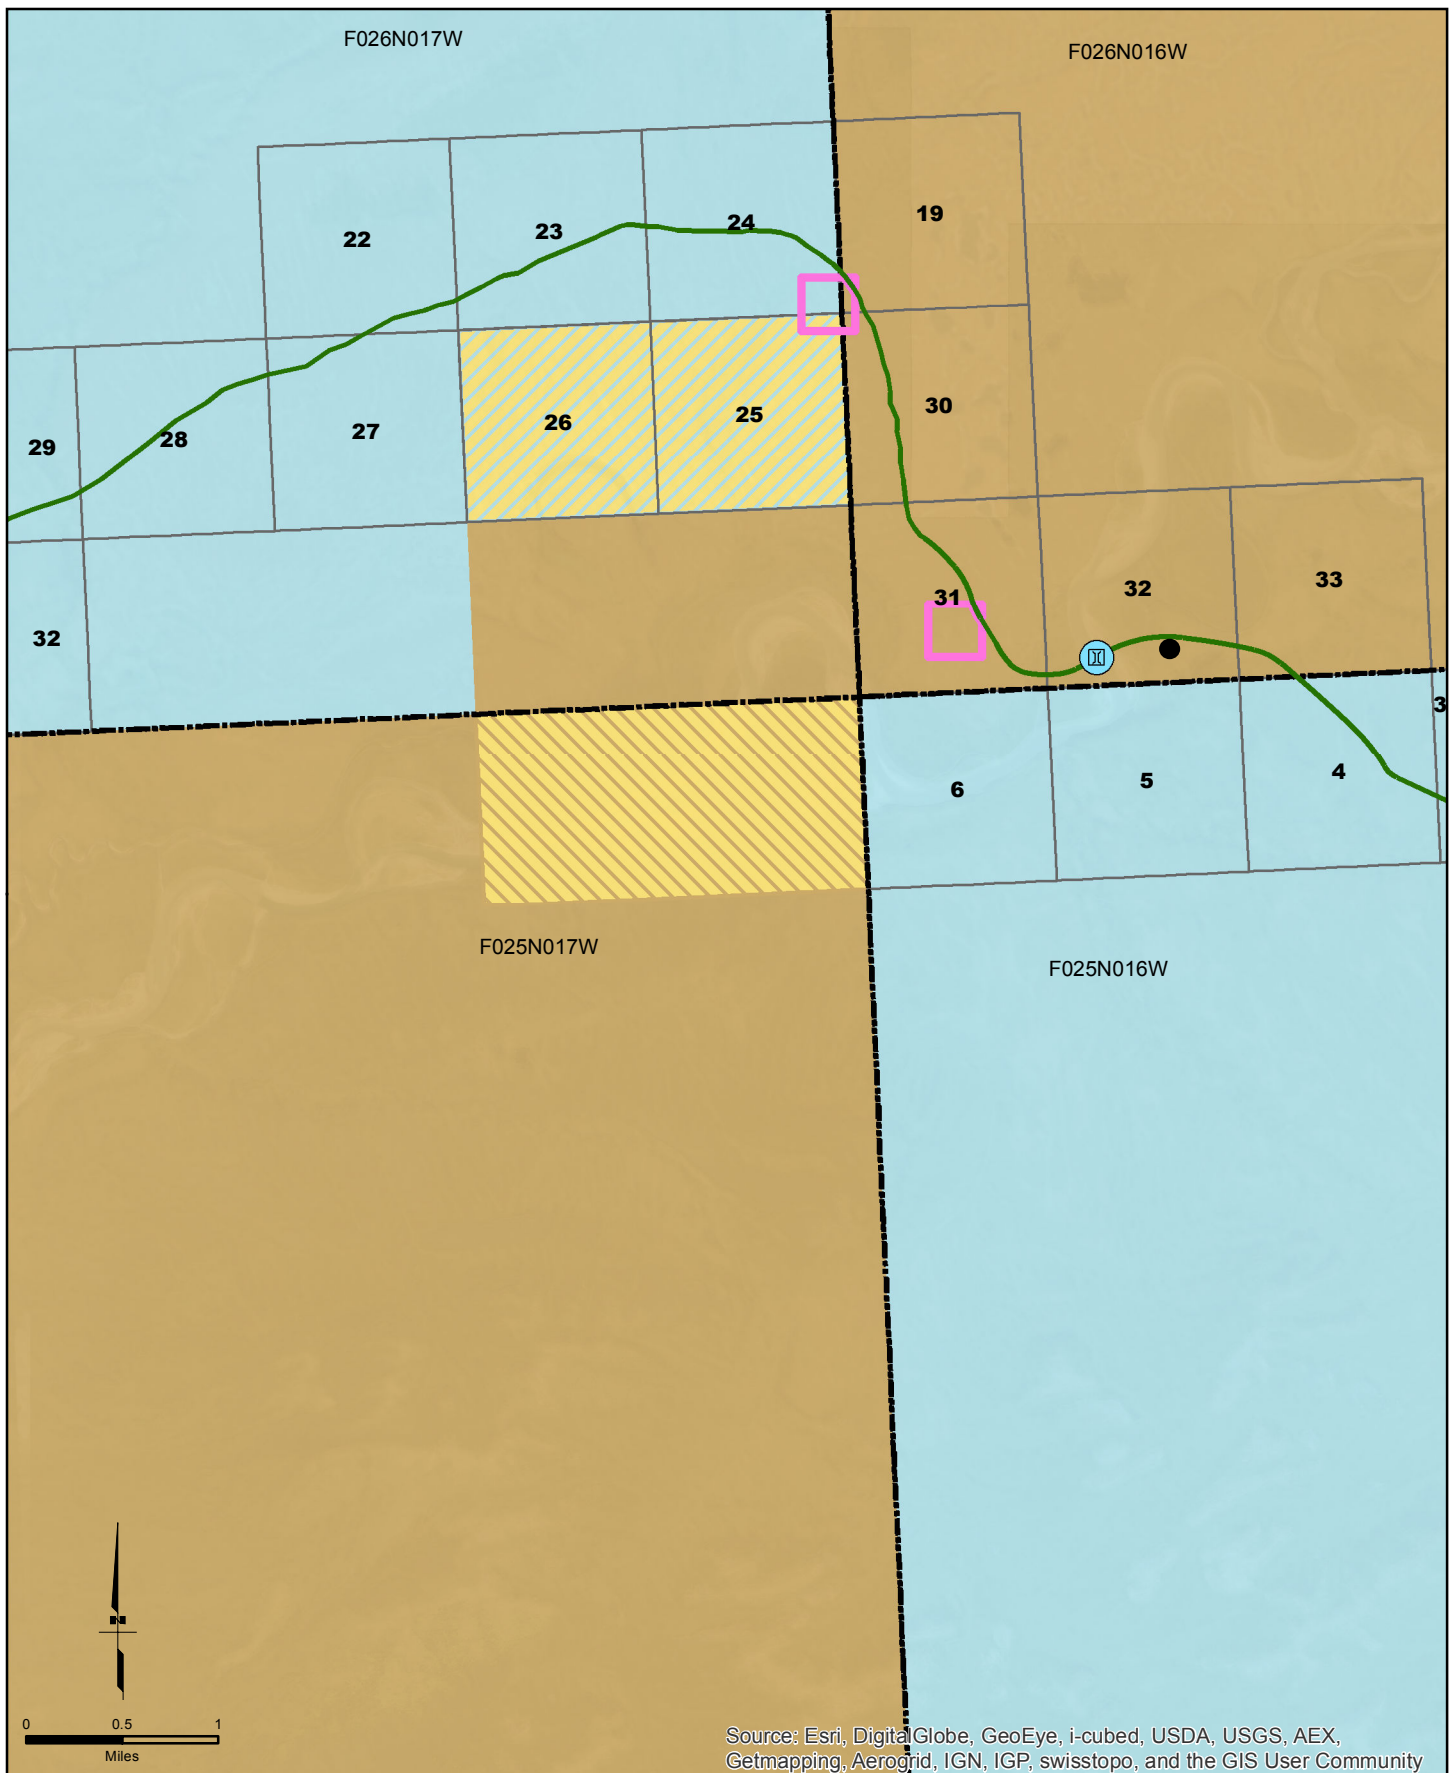 F026N017W
F026N016W
19
24
23
22
30
25
26
27
28
29
33
32
31
32
3
4
5
6
F025N017W
F025N016W
0 0.5 1
Miles
Source: Esri, DigitalGlobe, GeoEye, i-cubed, USDA, USGS, AEX,
Getmapping, Aerogrid, IGN, IGP, swisstopo, and the GIS User Community